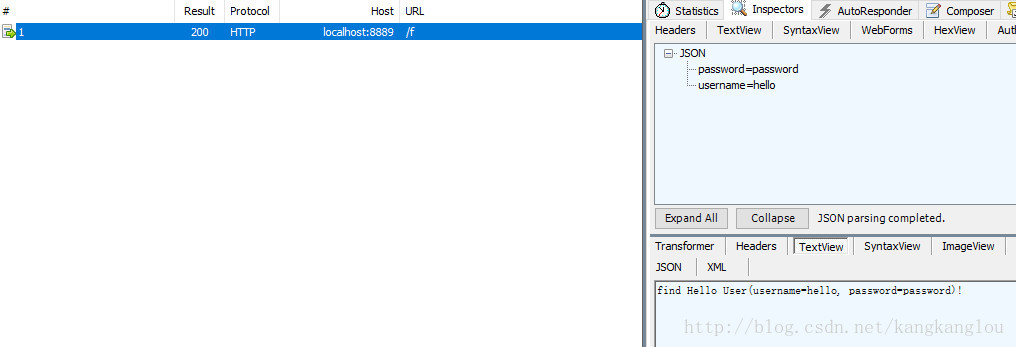 # Result Protocol Host URL
1 200 HTTP localhost:8889 /f
Statistics Inspectors AutoResponder Composer
Headers TextView SyntaxView WebForms HexView Aut
JSON
password=password
username=hello
Expand All Collapse JSON parsing completed.
Transformer Headers TextView SyntaxView ImageView
JSON XML
find Hello User(username=hello, password=password)!
http://blog.csdn.net/kangkanglou